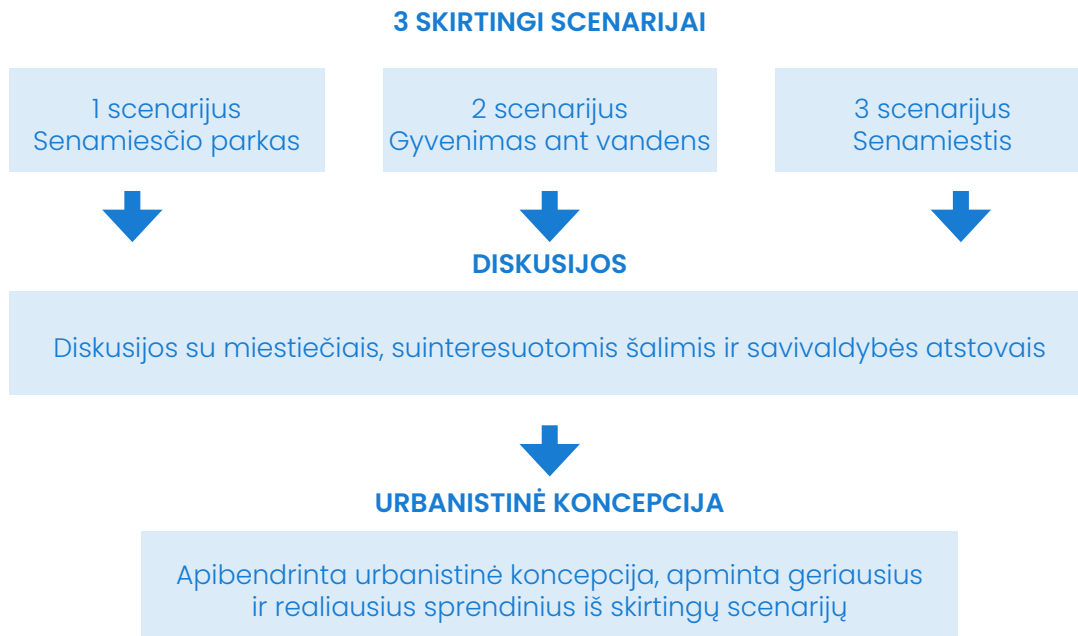 3 SKIRTINGI SCENARIJAI
1 scenarijus
Senamiesčio parkas
2 scenarijus
Gyvenimas ant vandens
3 scenarijus
Senamiestis
DISKUSIJOS
Diskusijos su miestiečiais, suinteresuotomis šalimis ir savivaldybės atstovais
URBANISTINĖ KONCEPCIJA
Apibendrinta urbanistinė koncepcija, apminta geriausius
ir realiausius sprendinius iš skirtingų scenarijų